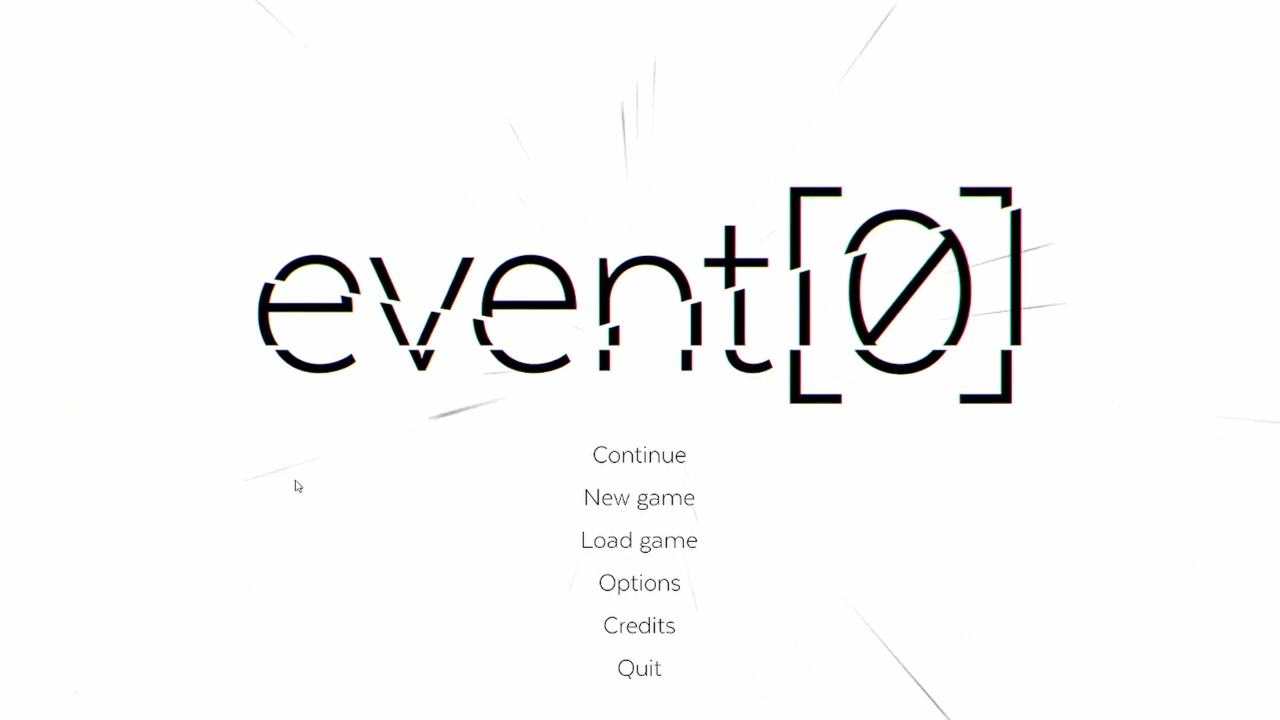 event[0]
Continue
New game
Load game
Options
Credits
Quit